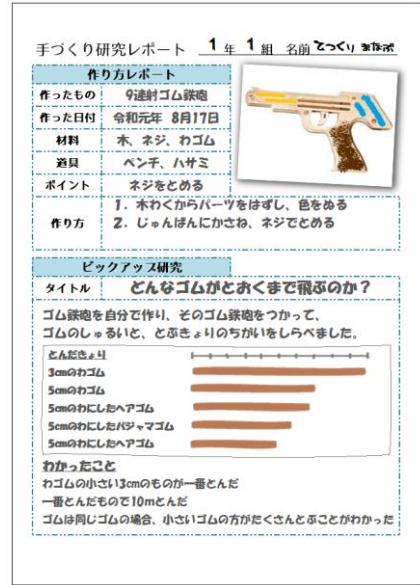 手づくり研究レポート 1 年 1 組 名前 てつくり まなぶ
作り方レポート
作ったもの 9連射ゴム鉄砲
作った日付 令和元年 8月17日
材料 木、ネジ、わゴム
道具 ペンチ、ハサミ
ポイント ネジをとめる
作り方
1. 木わくからパーツをはずし、色をぬる
2. じゅんばんにかさね、ネジでとめる
ピックアップ研究
タイトル どんなゴムがとおくまで飛ぶのか?
ゴム鉄砲を自分で作り、そのゴム鉄砲をつかって、
ゴムのしゅるいと、とぶきょりのちがいをしらべました。
とんだきょり
3cmのわゴム
5cmのわゴム
5cmのわにしたヘアゴム
5cmのわにしたパジャマゴム
5cmのわにしたヘアゴム
わかったこと
わゴムの小さい3cmのものが一番とんだ
一番とんだもので10mとんだ
ゴムは同じゴムの場合、小さいゴムの方がたくさんとぶことがわかった